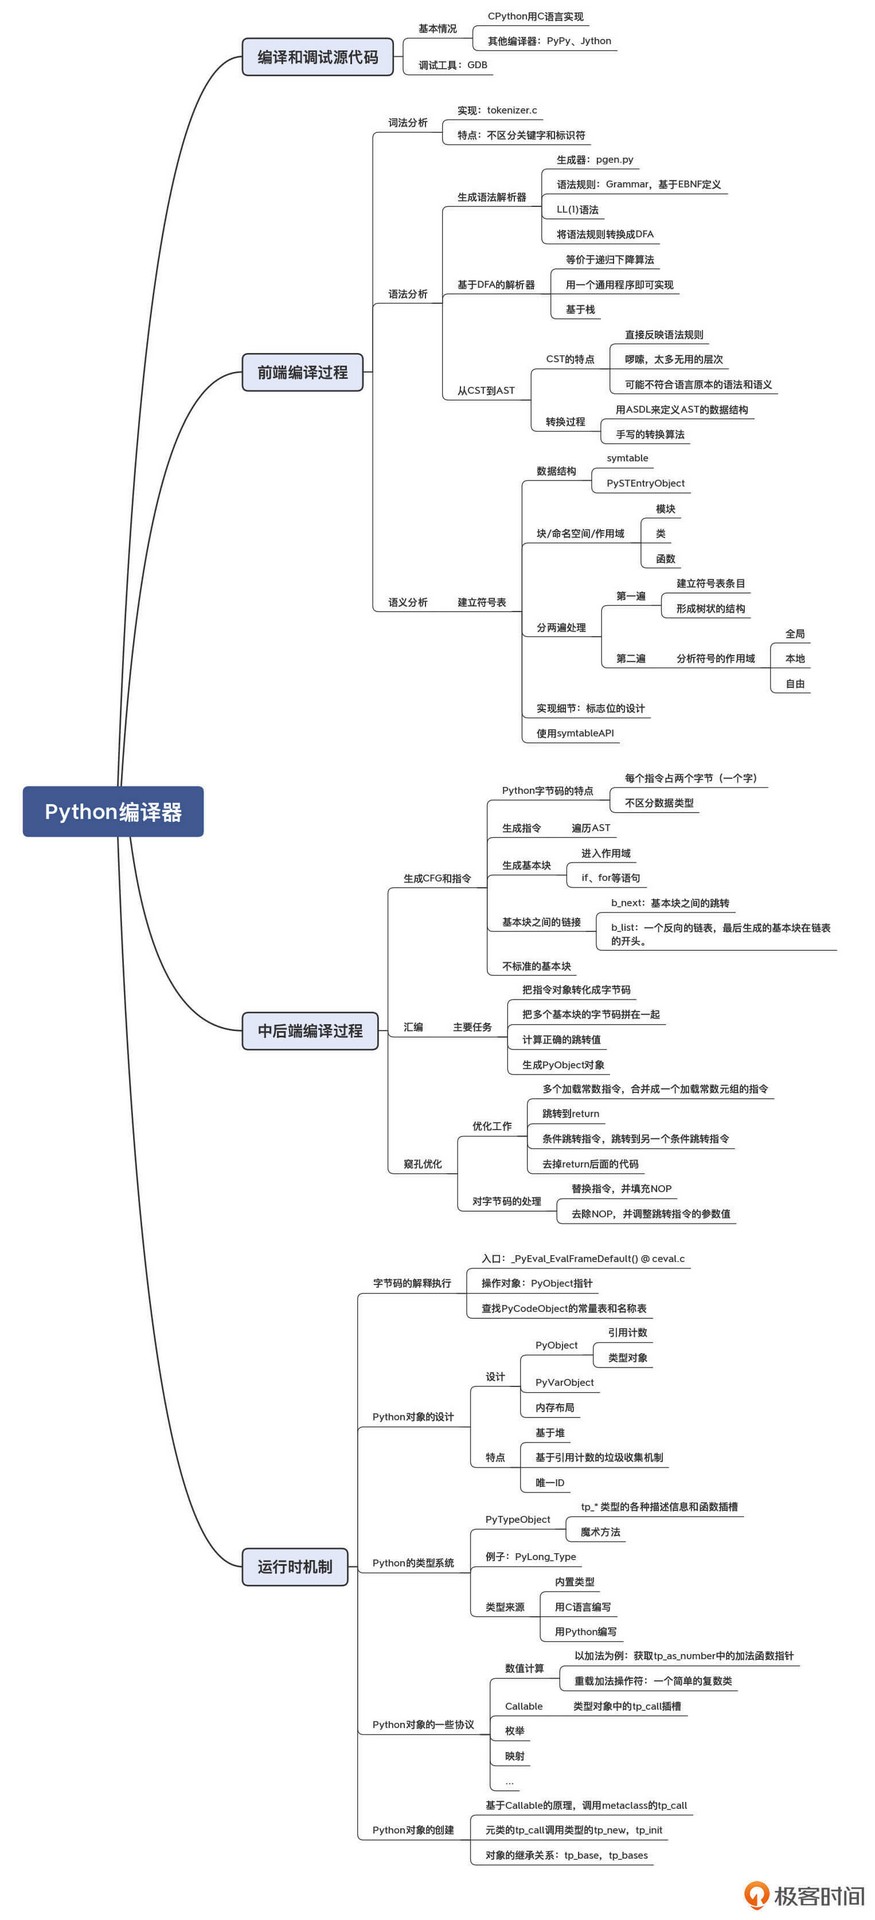 Python编译器
编译和调试源代码
基本情况
CPython用C语言实现
其他编译器：PyPy、Jython
调试工具：GDB
前端编译过程
词法分析
实现：tokenizer.c
特点：不区分关键字和标识符
语法分析
生成语法解析器
生成器：pgen.py
语法规则：Grammar，基于EBNF定义
LL(1)语法
将语法规则转换成DFA
基于DFA的解析器
等价于递归下降算法
用一个通用程序即可实现
基于栈
从CST到AST
CST的特点
直接反映语法规则
啰嗦，太多无用的层次
可能不符合语言原本的语法和语义
转换过程
用ASDL来定义AST的数据结构
手写的转换算法
语义分析
建立符号表
数据结构
symtable
PySTEntryObject
块/命名空间/作用域
模块
类
函数
分两遍处理
第一遍
建立符号表条目
形成树状的结构
第二遍
分析符号的作用域
全局
本地
自由
实现细节：标志位的设计
使用symtableAPI
中后端编译过程
生成CFG和指令
Python字节码的特点
每个指令占两个字节（一个字）
不区分数据类型
生成指令
遍历AST
生成基本块
进入作用域
if、for等语句
基本块之间的链接
b_next：基本块之间的跳转
b_list：一个反向的链表，最后生成的基本块在链表
的开头。
不标准的基本块
汇编
主要任务
把指令对象转化成字节码
把多个基本块的字节码拼在一起
计算正确的跳转值
生成PyObject对象
窥孔优化
优化工作
多个加载常数指令，合并成一个加载常数元组的指令
跳转到return
条件跳转指令，跳转到另一个条件跳转指令
去掉return后面的代码
对字节码的处理
替换指令，并填充NOP
去除NOP，并调整跳转指令的参数值
运行时机制
字节码的解释执行
入口：_PyEval_EvalFrameDefault() @ ceval.c
操作对象：PyObject指针
查找PyCodeObject的常量表和名称表
Python对象的设计
设计
PyObject
引用计数
类型对象
PyVarObject
内存布局
特点
基于堆
基于引用计数的垃圾收集机制
唯一ID
Python的类型系统
PyTypeObject
tp_* 类型的各种描述信息和函数插槽
魔术方法
例子：PyLong_Type
类型来源
内置类型
用C语言编写
用Python编写
Python对象的一些协议
数值计算
以加法为例：获取tp_as_number中的加法函数指针
重载加法操作符：一个简单的复数类
Callable
类型对象中的tp_call插槽
枚举
映射
...
Python对象的创建
基于Callable的原理，调用metaclass的tp_call
元类的tp_call调用类型的tp_new，tp_init
对象的继承关系：tp_base，tp_bases
极客时间